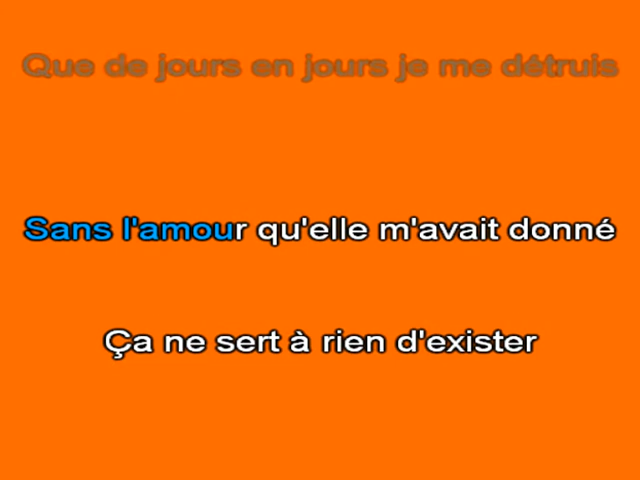 Que de jours en jours je me détruis
Sans l'amour qu'elle m'avait donné
Ça ne sert à rien d'exister